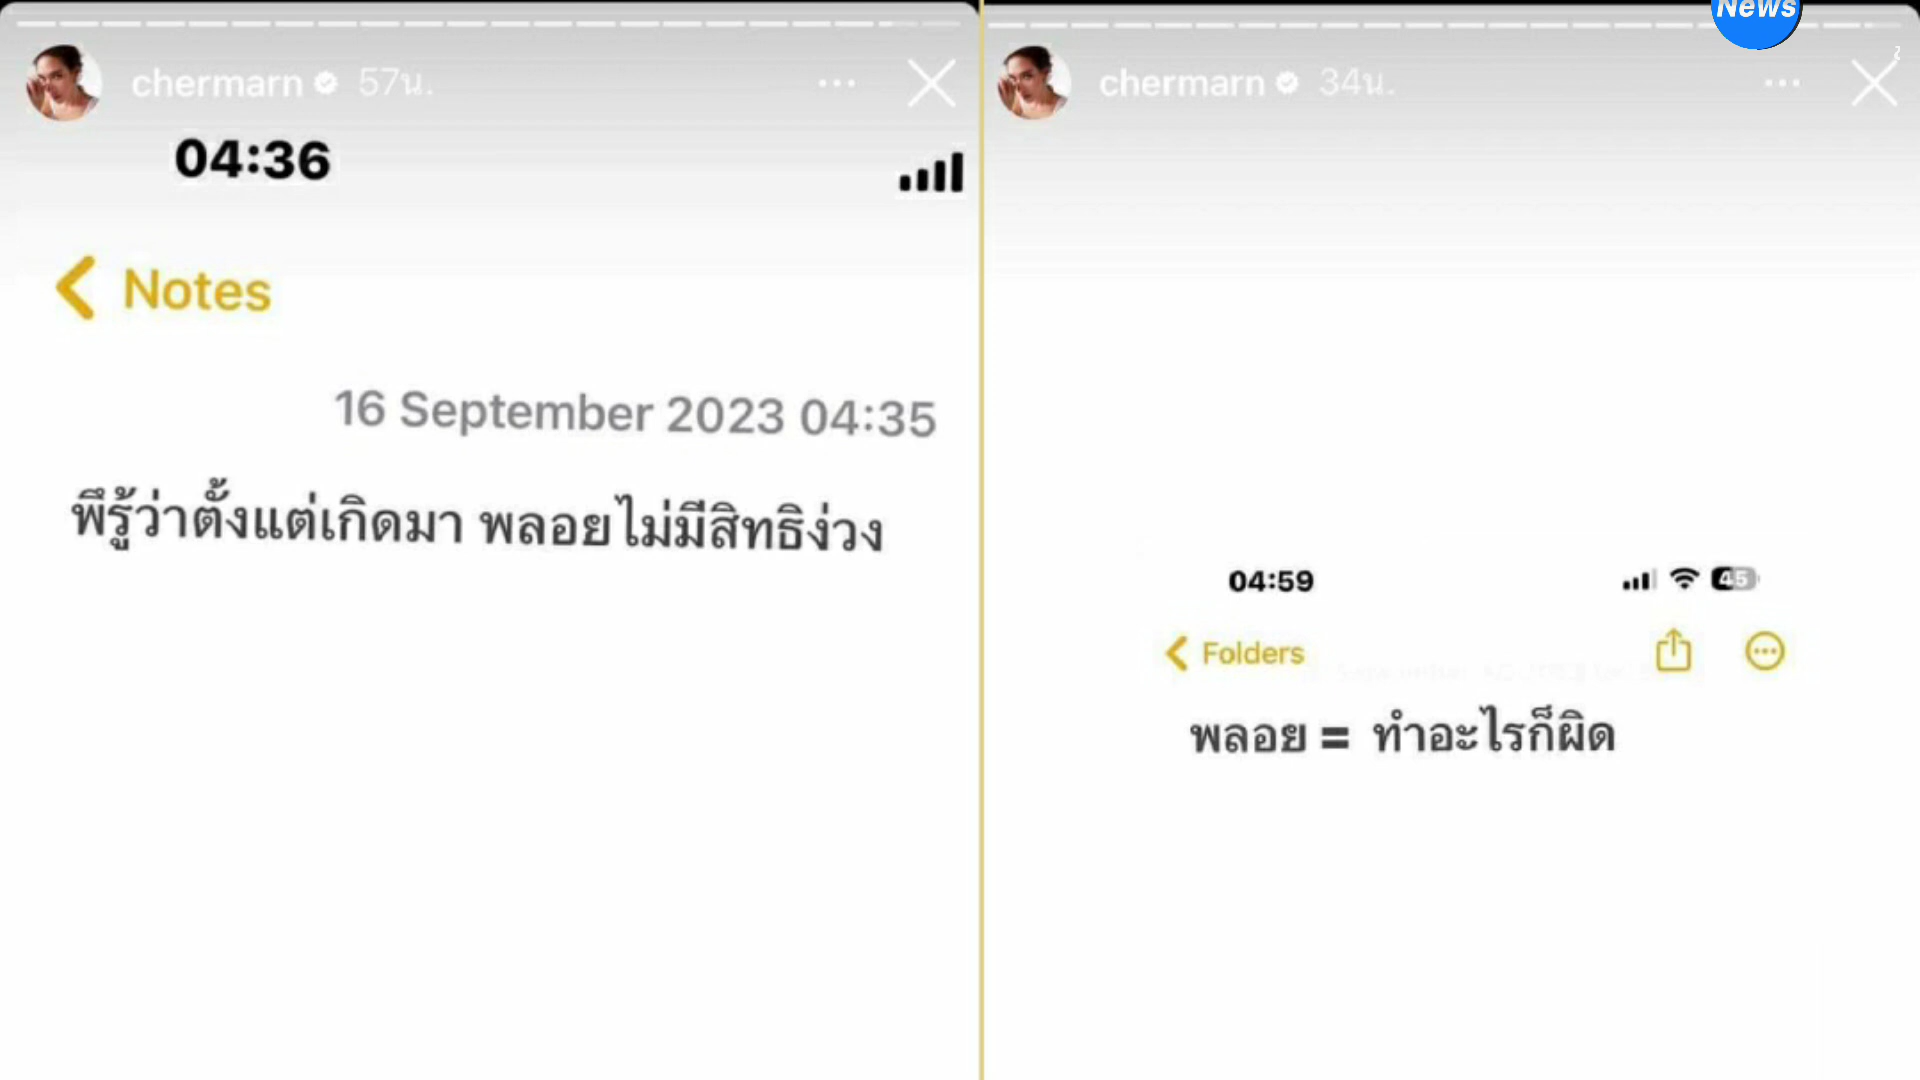 chermarn 57น.
04:36
Notes
16 September 2023 04:35
พึ่รู้ว่าตั้งแต่เกิดมา พลอยไม่มีสิทธิง่วง
News
chermarn 34น.
04:59
45
Folders
พลอย = ทำอะไรก็ผิด